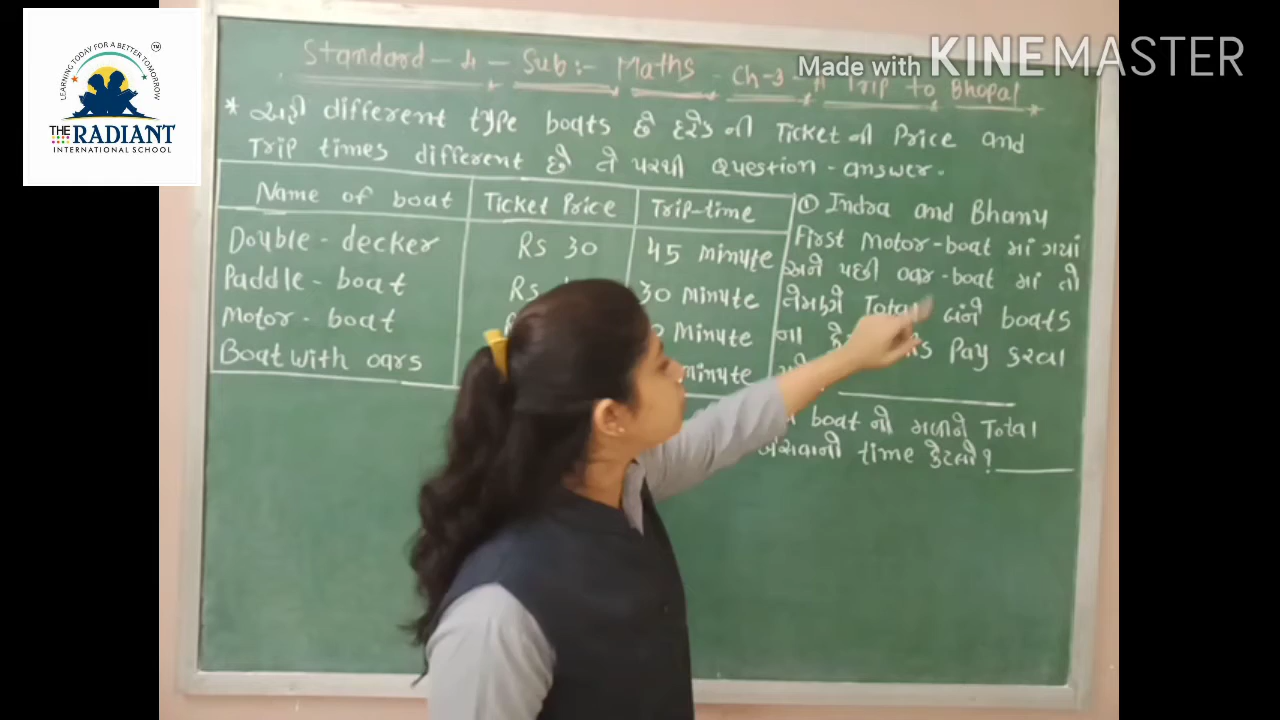 LEARNING TODAY FOR A BETTER TOMORROW
THE RADIANT
INTERNATIONAL SCHOOL
Made with KINEMASTER
Standard - 4 - Sub:- Maths - Ch-3 - A Trip to Bhopal
* અહીં different type boats છે દરેક ની Ticket ની Price and
Trip times different છે તે પરથી question-answer.
Name of boat Ticket Price Trip-time
Double-decker Rs 30 45 minute
Paddle-boat Rs 30 Minute
Motor-boat Minute
Boat with oars minute
① Indra and Bhanu
First Motor-boat માં ગયાં
અને પછી oar-boat માં તો
તેમણે Total બંને boats
ના Pay કરવા
boat નો મળીને Total
બેસવાનો time કેટલો?